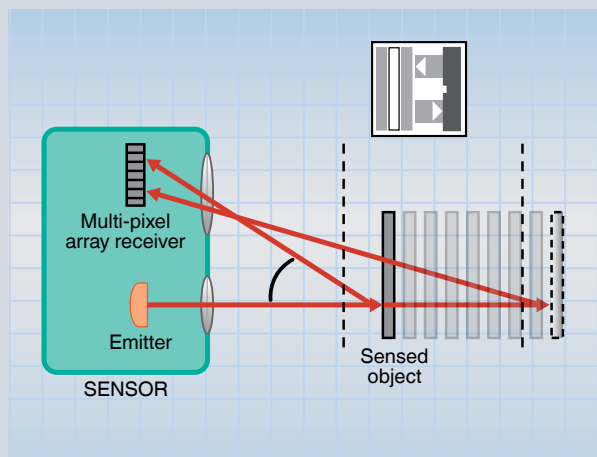 Multi-pixel
array receiver
Emitter
SENSOR
Sensed
object